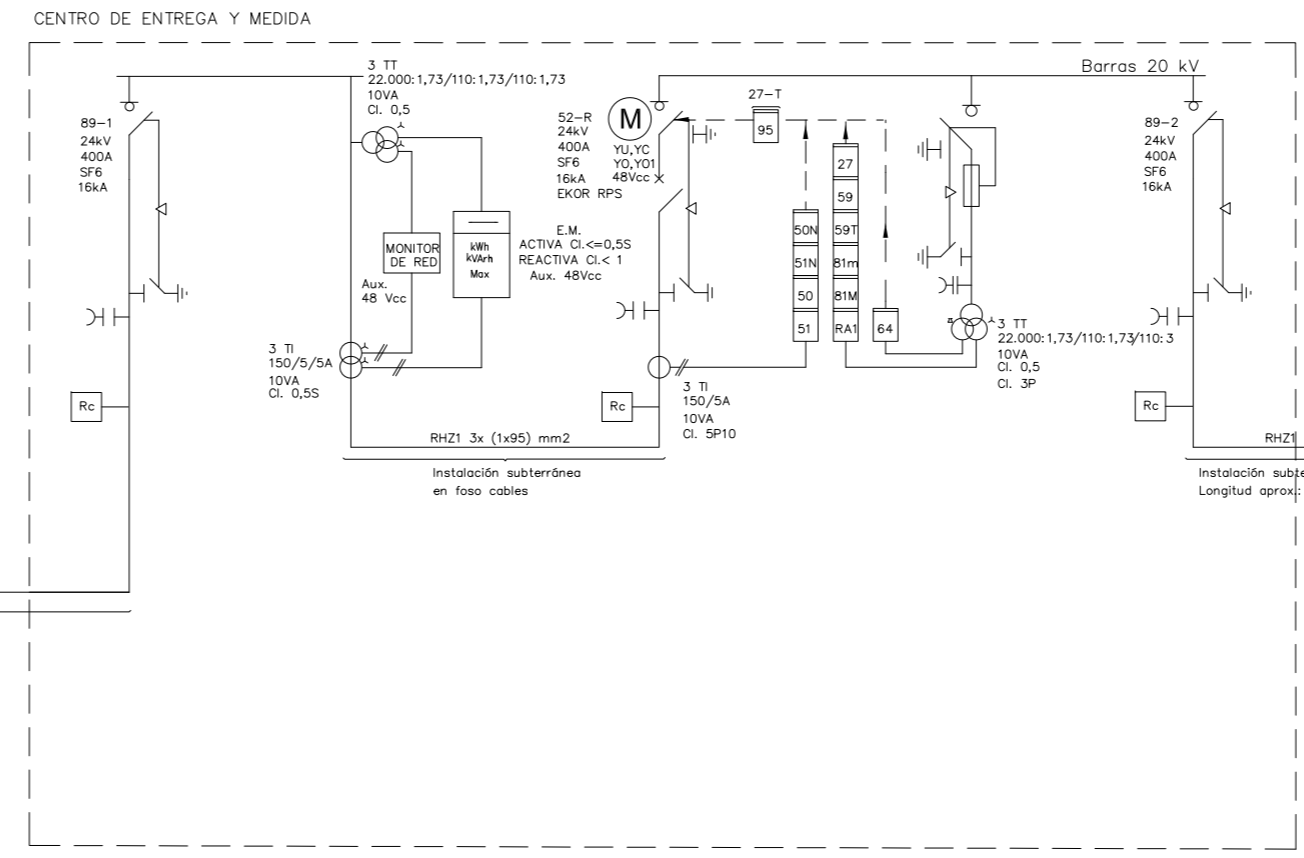 CENTRO DE ENTREGA Y MEDIDA
89-1
24kV
400A
SF6
16kA
Rc
3 TT
22.000:1,73/110:1,73/110:1,73
10VA
Cl. 0,5
MONITOR
DE RED
Aux.
48 Vcc
kWh
kVArh
Max
E.M.
ACTIVA Cl.<=0,5S
REACTIVA Cl.< 1
Aux. 48Vcc
3 TI
150/5/5A
10VA
Cl. 0,5S
RHZ1 3x (1x95) mm2
Instalación subterránea
en foso cables
52-R
24kV
400A
SF6
16kA
EKOR RPS
M
YU,YC
YO,YO1
48Vcc
Rc
3 TI
150/5A
10VA
Cl. 5P10
27-T
95
50N
51N
50
51
27
59
59T
81m
81M
RA1
64
Barras 20 kV
3 TT
22.000:1,73/110:1,73/110:3
10VA
Cl. 0,5
Cl. 3P
89-2
24kV
400A
SF6
16kA
Rc
RHZ1
Instalación subte
Longitud aprox.: